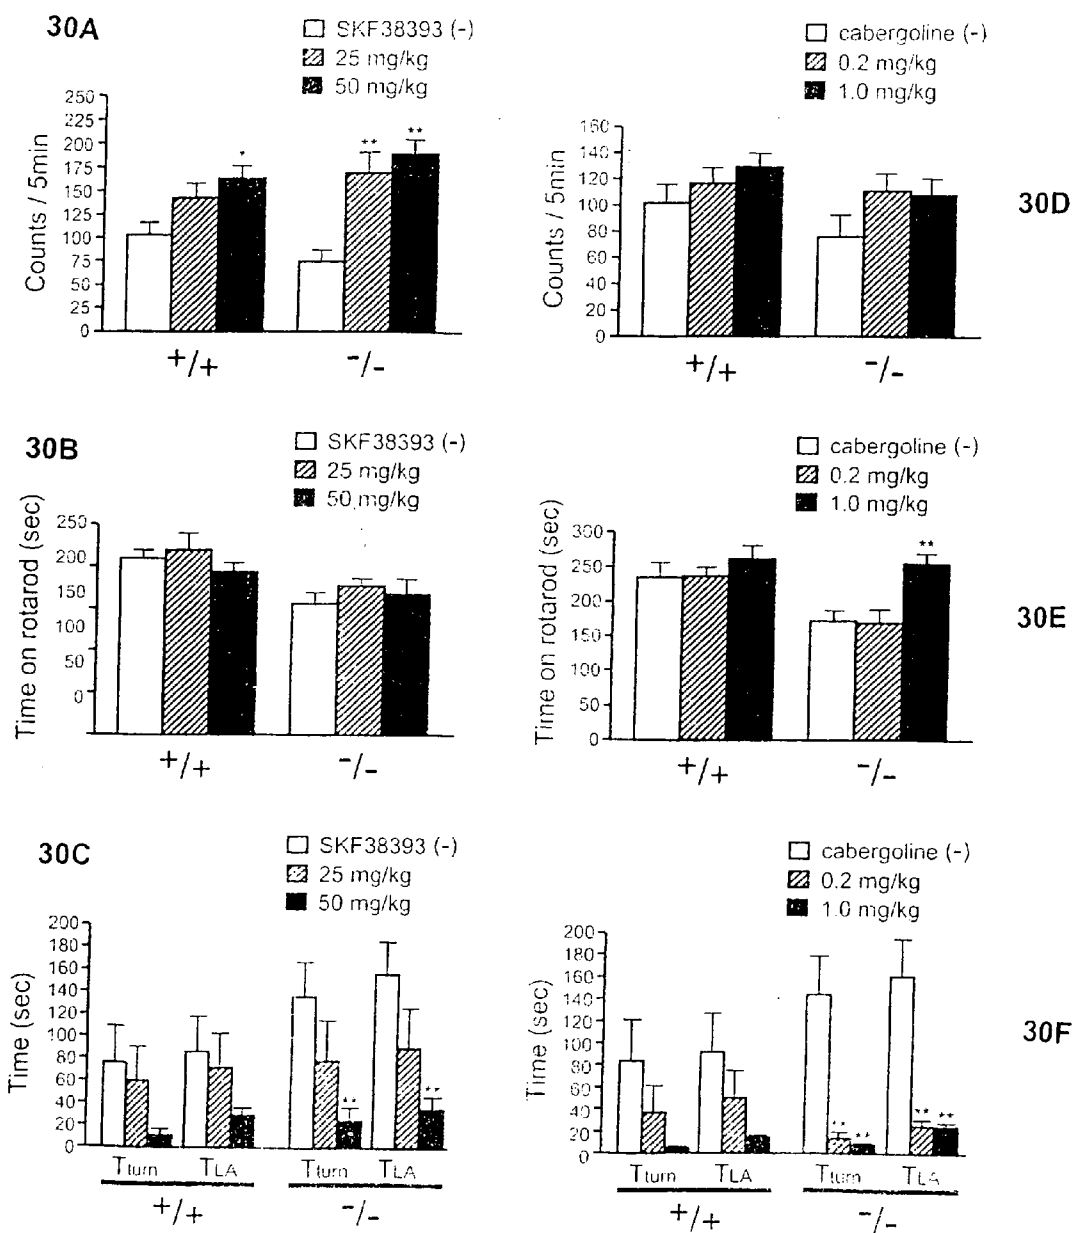 30A
SKF38393 (-)
25 mg/kg
50 mg/kg
Counts / 5min
250
225
200
175
150
125
100
75
50
25
0
* ** **
+/+ -/-
cabergoline (-)
0.2 mg/kg
1.0 mg/kg
30D
Counts / 5min
160
140
120
100
80
60
40
20
0
+/+ -/-
30B
SKF38393 (-)
25 mg/kg
50 mg/kg
Time on rotarod (sec)
250
200
150
100
50
0
+/+ -/-
cabergoline (-)
0.2 mg/kg
1.0 mg/kg
30E
Time on rotarod (sec)
300
250
200
150
100
50
0
**
+/+ -/-
30C
SKF38393 (-)
25 mg/kg
50 mg/kg
Time (sec)
200
180
160
140
120
100
80
60
40
20
0
** **
Tturn TLA Tturn TLA
+/+ -/-
cabergoline (-)
0.2 mg/kg
1.0 mg/kg
30F
Time (sec)
200
180
160
140
120
100
80
60
40
20
0
** ** ** **
Tturn TLA Tturn TLA
+/+ -/-